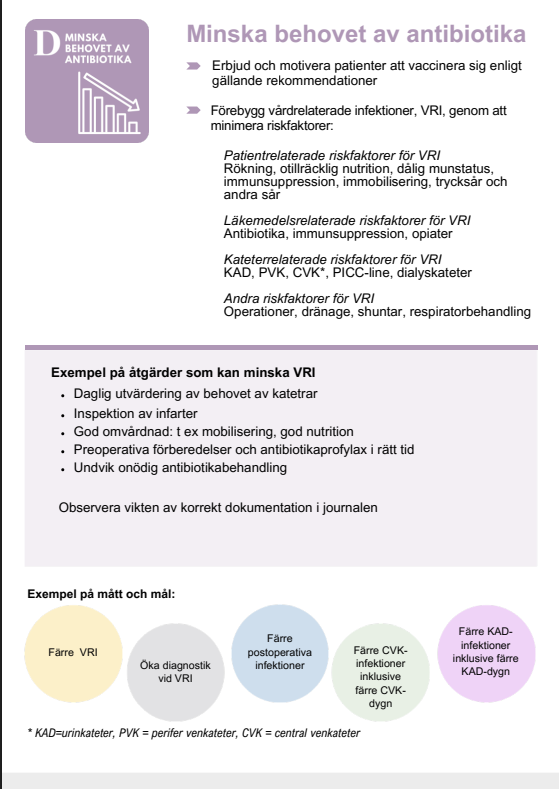 D MINSKA
BEHOVET AV
ANTIBIOTIKA
Minska behovet av antibiotika
Erbjud och motivera patienter att vaccinera sig enligt
gällande rekommendationer
Förebygg vårdrelaterade infektioner, VRI, genom att
minimera riskfaktorer:
Patientrelaterade riskfaktorer för VRI
Rökning, otillräcklig nutrition, dålig munstatus,
immunsuppression, immobilisering, trycksår och
andra sår
Läkemedelsrelaterade riskfaktorer för VRI
Antibiotika, immunsuppression, opiater
Kateterrelaterade riskfaktorer för VRI
KAD, PVK, CVK*, PICC-line, dialyskateter
Andra riskfaktorer för VRI
Operationer, dränage, shuntar, respiratorbehandling
Exempel på åtgärder som kan minska VRI
• Daglig utvärdering av behovet av katetrar
• Inspektion av infarter
• God omvårdnad: t ex mobilisering, god nutrition
• Preoperativa förberedelser och antibiotikaprofylax i rätt tid
• Undvik onödig antibiotikabehandling
Observera vikten av korrekt dokumentation i journalen
Exempel på mått och mål:
Färre VRI
Öka diagnostik
vid VRI
Färre
postoperativa
infektioner
Färre CVK-
infektioner
inklusive
färre CVK-
dygn
Färre KAD-
infektioner
inklusive färre
KAD-dygn
* KAD=urinkateter, PVK = perifer venkateter, CVK = central venkateter